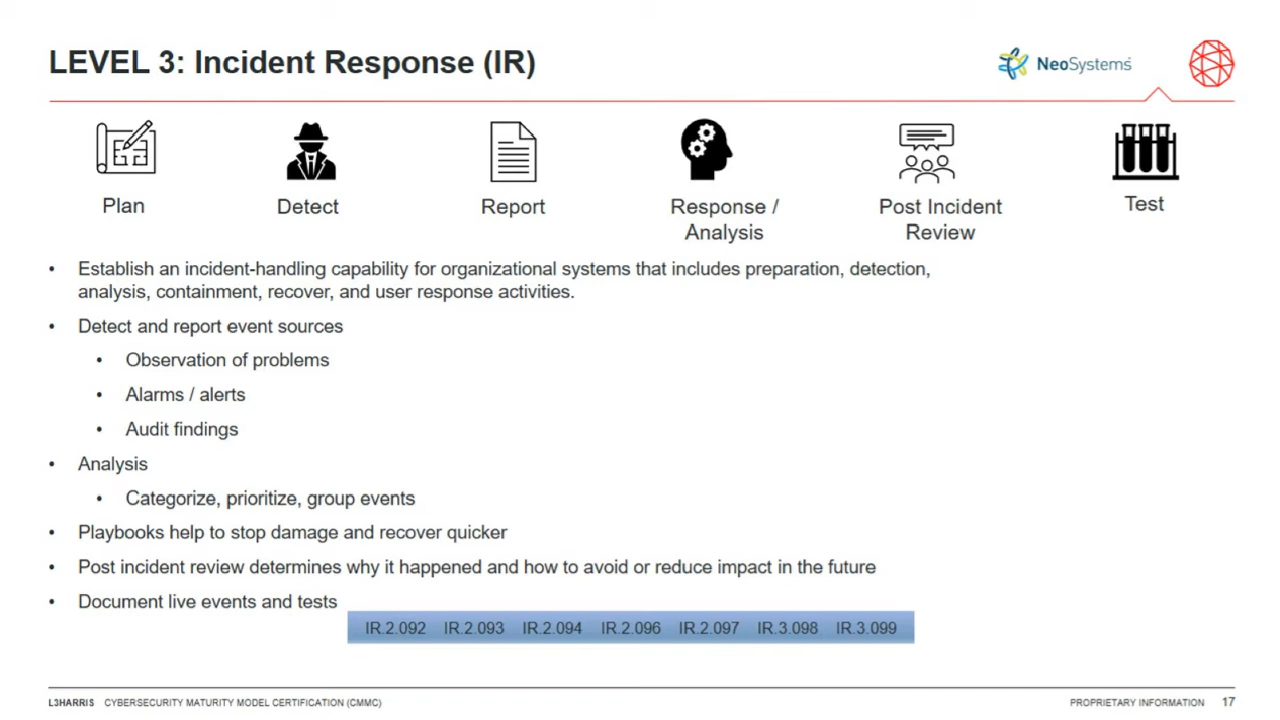 LEVEL 3: Incident Response (IR)
NeoSystems
Plan
Detect
Report
Response /
Analysis
Post Incident
Review
Test
• Establish an incident-handling capability for organizational systems that includes preparation, detection,
analysis, containment, recover, and user response activities.
• Detect and report event sources
• Observation of problems
• Alarms / alerts
• Audit findings
• Analysis
• Categorize, prioritize, group events
• Playbooks help to stop damage and recover quicker
• Post incident review determines why it happened and how to avoid or reduce impact in the future
• Document live events and tests
IR.2.092 IR.2.093 IR.2.094 IR.2.096 IR.2.097 IR.3.098 IR.3.099
L3HARRIS CYBERSECURITY MATURITY MODEL CERTIFICATION (CMMC)
PROPRIETARY INFORMATION 17